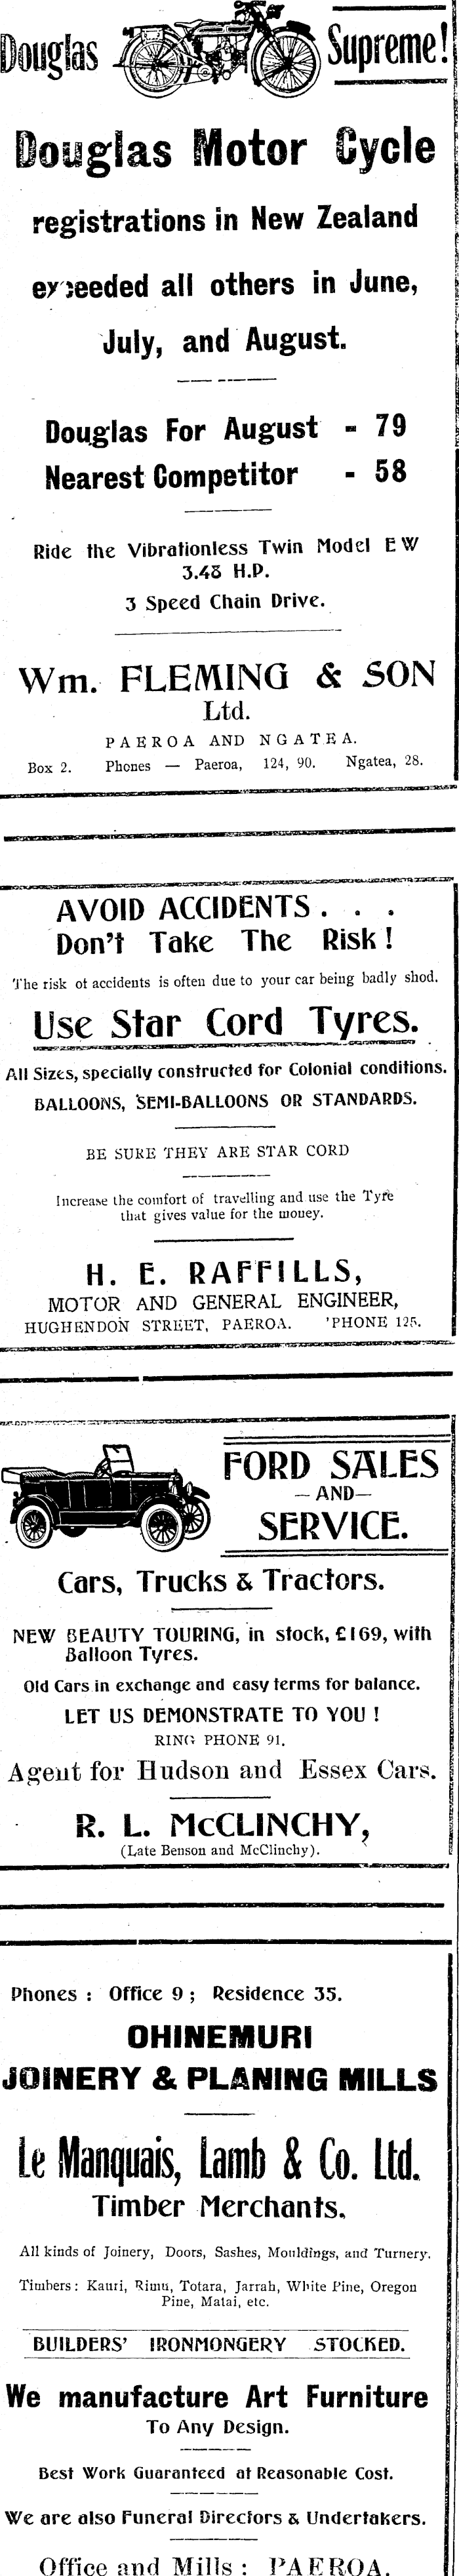 Douglas Supreme!
Douglas Motor Cycle
registrations in New Zealand
exceeded all others in June,
July, and August.
Douglas For August - 79
Nearest Competitor - 58
Ride the Vibrationless Twin Model EW
3.48 H.P.
3 Speed Chain Drive.
Wm. FLEMING & SON
Ltd.
PAEROA AND NGATEA.
Box 2. Phones — Paeroa, 124, 90. Ngatea, 28.
AVOID ACCIDENTS . . .
Don't Take The Risk!
The risk of accidents is often due to your car being badly shod.
Use Star Cord Tyres.
All Sizes, specially constructed for Colonial conditions.
BALLOONS, SEMI-BALLOONS OR STANDARDS.
BE SURE THEY ARE STAR CORD
Increase the comfort of travelling and use the Tyre
that gives value for the money.
H. E. RAFFILLS,
MOTOR AND GENERAL ENGINEER,
HUGHENDON STREET, PAEROA. 'PHONE 125.
FORD SALES
—AND—
SERVICE.
Cars, Trucks & Tractors.
NEW BEAUTY TOURING, in stock, £169, with
Balloon Tyres.
Old Cars in exchange and easy terms for balance.
LET US DEMONSTRATE TO YOU !
RING PHONE 91.
Agent for Hudson and Essex Cars.
R. L. McCLINCHY,
(Late Benson and McClinchy).
Phones : Office 9 ; Residence 35.
OHINEMURI
JOINERY & PLANING MILLS
Le Manquais, Lamb & Co. Ltd.
Timber Merchants.
All kinds of Joinery, Doors, Sashes, Mouldings, and Turnery.
Timbers : Kauri, Rimu, Totara, Jarrah, White Pine, Oregon
Pine, Matai, etc.
BUILDERS' IRONMONGERY STOCKED.
We manufacture Art Furniture
To Any Design.
Best Work Guaranteed at Reasonable Cost.
We are also Funeral Directors & Undertakers.
Office and Mills : PAEROA.